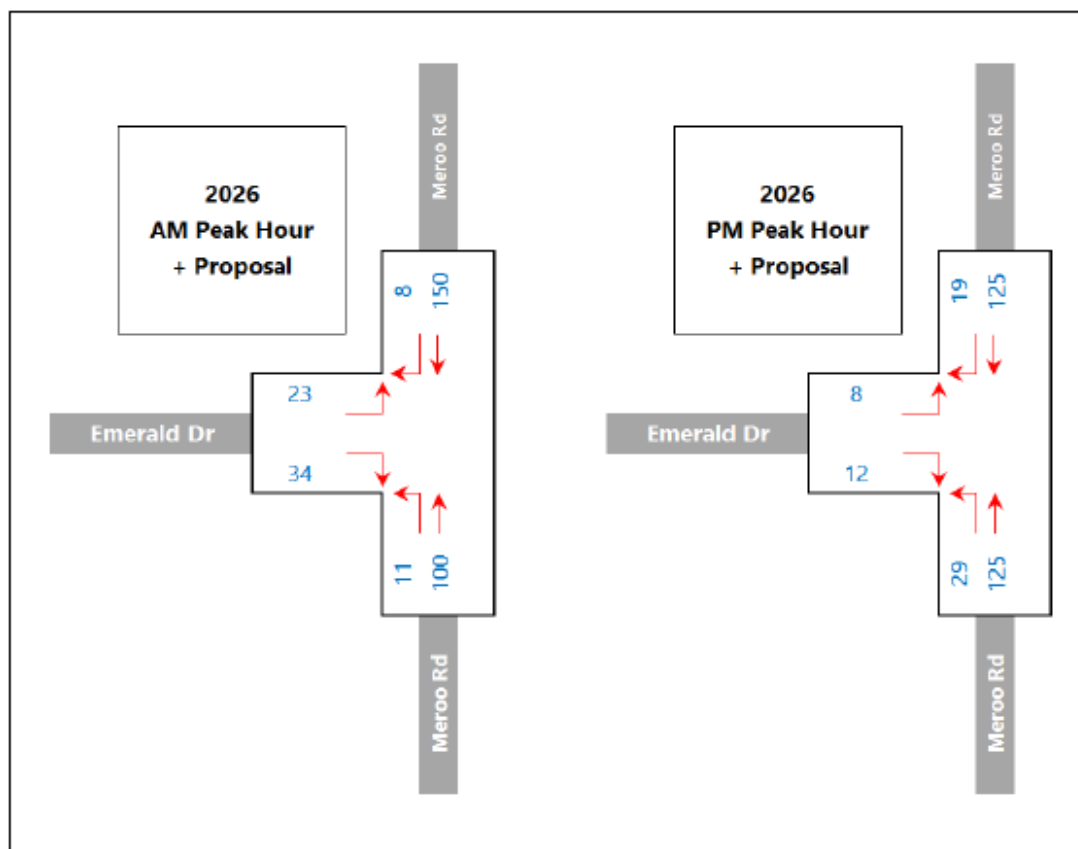 Meroo Rd
2026
AM Peak Hour
+ Proposal
8
150
23
Emerald Dr
34
11
100
Meroo Rd
Meroo Rd
2026
PM Peak Hour
+ Proposal
19
125
8
Emerald Dr
12
29
125
Meroo Rd